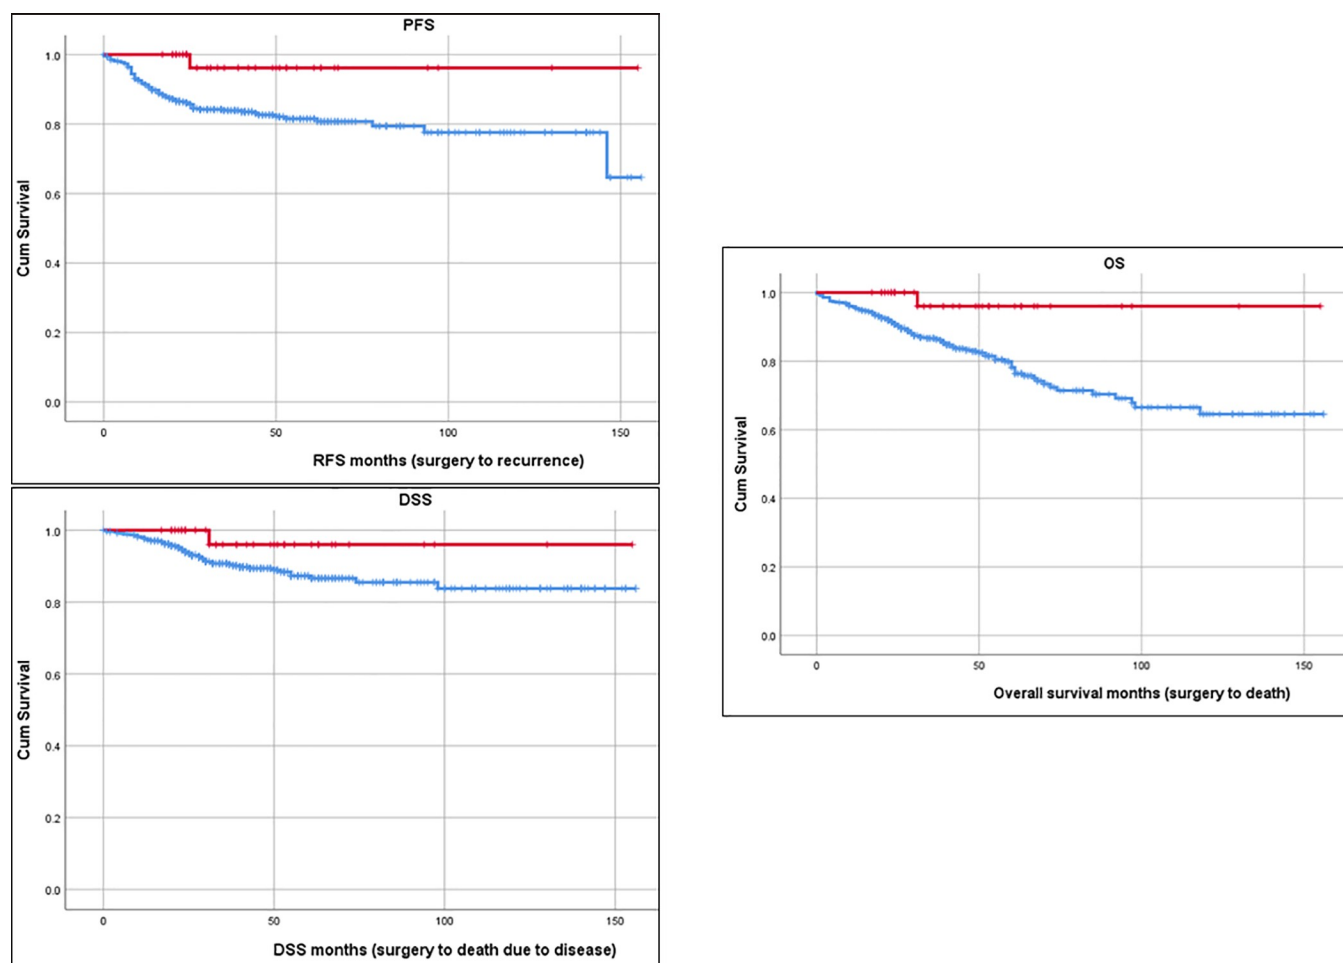 PFS
Cum Survival
1.0
0.8
0.6
0.4
0.2
0.0
0 50 100 150
RFS months (surgery to recurrence)
DSS
Cum Survival
1.0
0.8
0.6
0.4
0.2
0.0
0 50 100 150
DSS months (surgery to death due to disease)
OS
Cum Survival
1.0
0.8
0.6
0.4
0.2
0.0
0 50 100 150
Overall survival months (surgery to death)